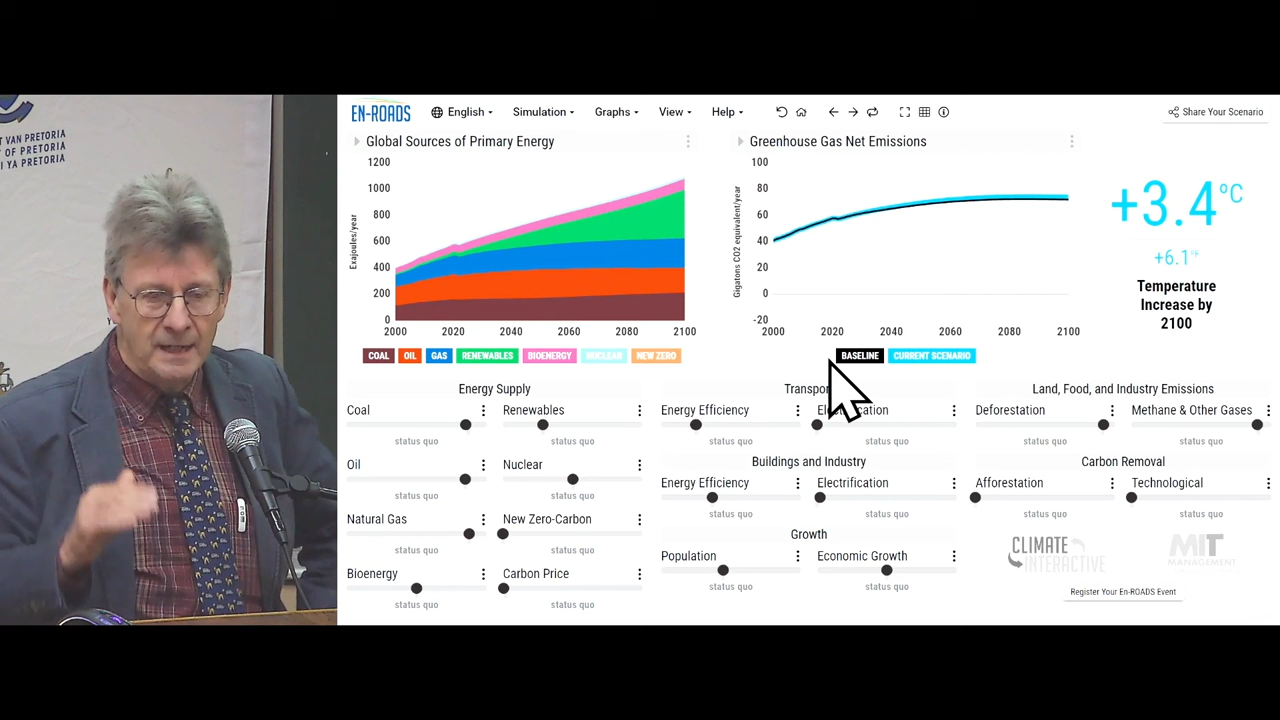 T VAN PRETORIA
Y OF PRETORIA
I YA PRETORIA
Y
EN-ROADS
English
Simulation
Graphs
View
Help
Share Your Scenario
Global Sources of Primary Energy
1200
1000
800
600
400
200
0
Exajoules/year
2000
2020
2040
2060
2080
2100
COAL
OIL
GAS
RENEWABLES
BIOENERGY
NUCLEAR
NEW ZERO
Greenhouse Gas Net Emissions
100
80
60
40
20
0
-20
Gigatons CO2 equivalent/year
2000
2020
2040
2060
2080
2100
BASELINE
CURRENT SCENARIO
+3.4°C
+6.1°F
Temperature
Increase by
2100
Energy Supply
Coal
status quo
Renewables
status quo
Oil
status quo
Nuclear
status quo
Natural Gas
status quo
New Zero-Carbon
status quo
Bioenergy
status quo
Carbon Price
status quo
Transpor
Energy Efficiency
status quo
El cation
status quo
Buildings and Industry
Energy Efficiency
status quo
Electrification
status quo
Growth
Population
status quo
Economic Growth
status quo
Land, Food, and Industry Emissions
Deforestation
status quo
Methane & Other Gases
status quo
Carbon Removal
Afforestation
status quo
Technological
status quo
CLIMATE
INTERACTIVE
MIT
MANAGEMENT
Register Your En-ROADS Event